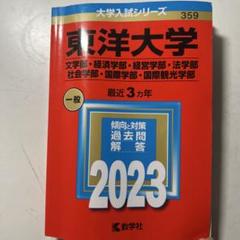 大学入試シリーズ
359
東洋大学
文学部・経済学部・経営学部・法学部
社会学部・国際学部・国際観光学部
一般
最近3カ年
傾向と対策
過去問
解答
2023
教学社